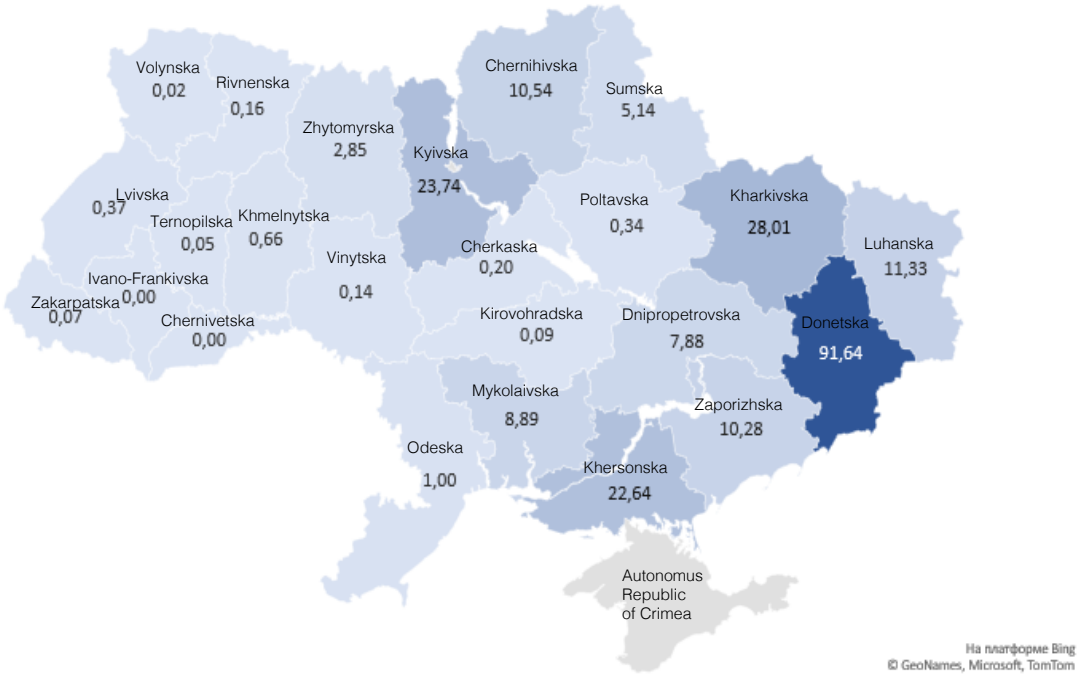 Volynska
0,02
Rivnenska
0,16
Chernihivska
10,54
Sumska
5,14
Zhytomyrska
2,85
Kyivska
23,74
Lvivska
0,37
Ternopilska
0,05
Khmelnytska
0,66
Poltavska
0,34
Kharkivska
28,01
Luhanska
11,33
Vinytska
0,14
Cherkaska
0,20
Ivano-Frankivska
0,00
Zakarpatska
0,07
Chernivetska
0,00
Kirovohradska
0,09
Dnipropetrovska
7,88
Donetska
91,64
Mykolaivska
8,89
Zaporizhska
10,28
Odeska
1,00
Khersonska
22,64
Autonomus
Republic
of Crimea
На платформе Bing
© GeoNames, Microsoft, TomTom